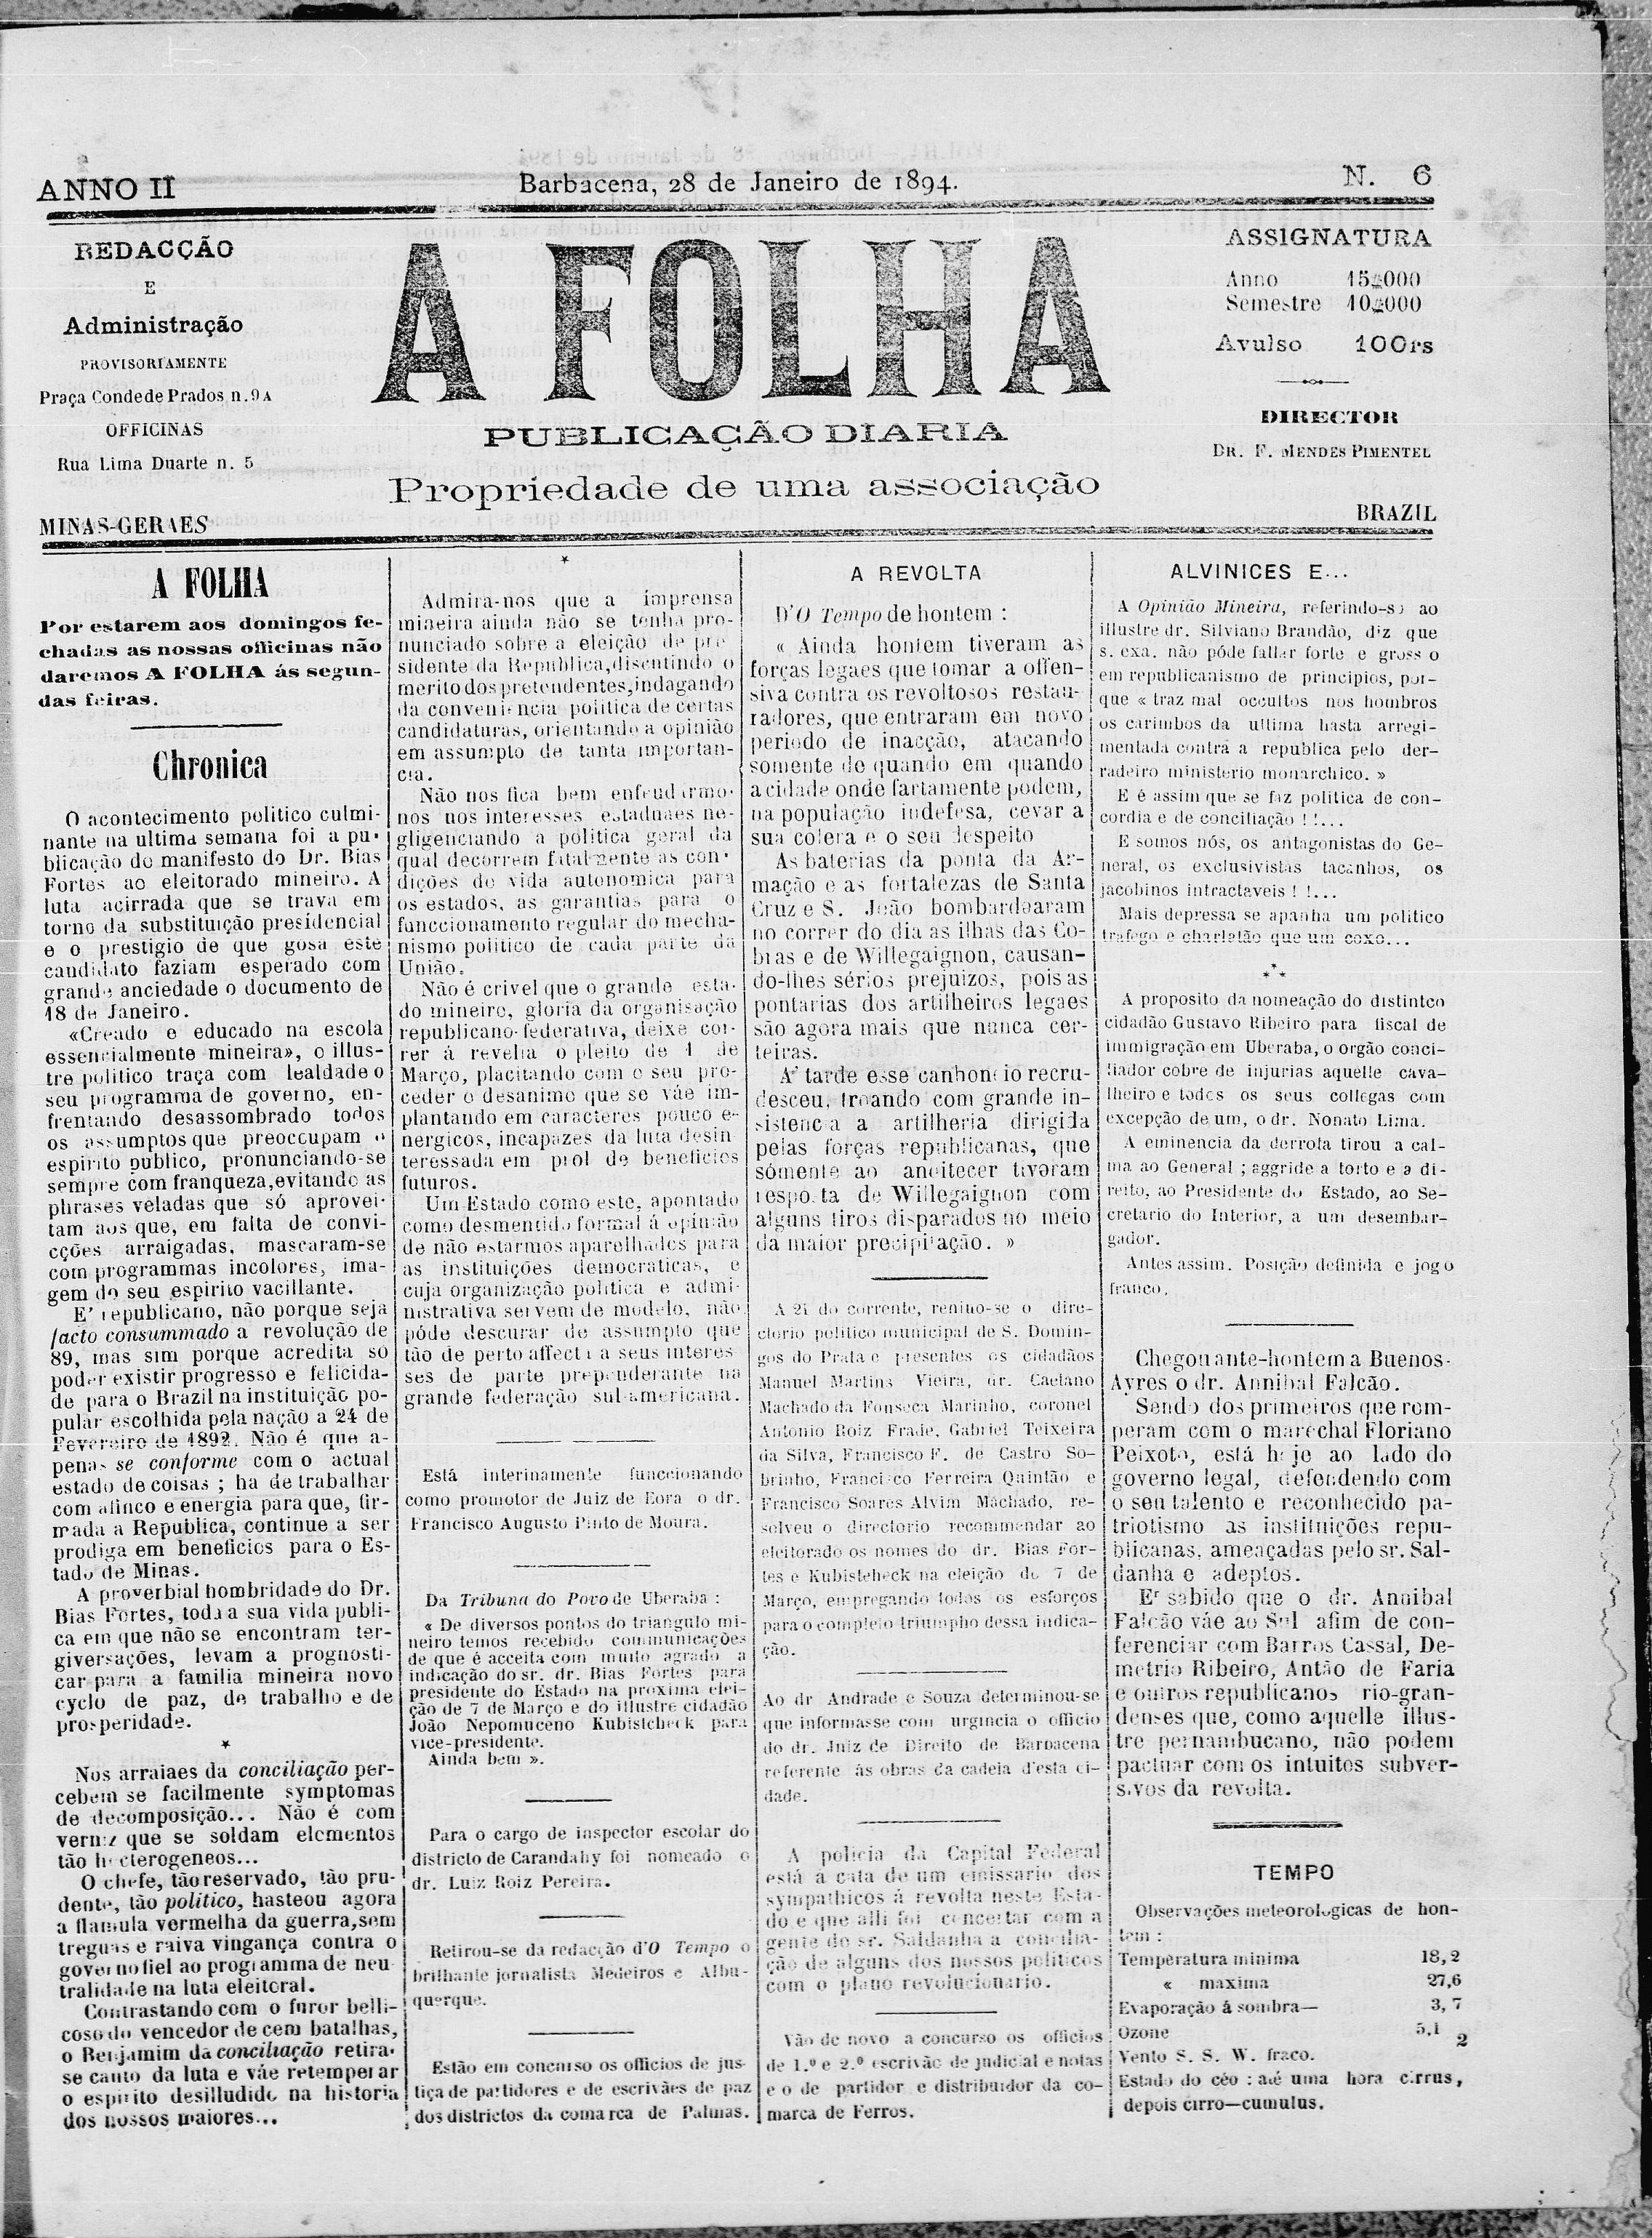 ANNO II
Barbacena, 28 de Janeiro de 1894.
N. 6
REDACÇÃO
E
Administração
PROVISORIAMENTE
Praça Conde de Prados n. 9 A
OFFICINAS
Rua Lima Duarte n. 5
MINAS-GERAES
A FOLHA
PUBLICAÇÃO DIARIA
Propriedade de uma associação
ASSIGNATURA
Anno 15$000
Semestre 10$000
Avulso 100rs
DIRECTOR
DR. F. MENDES PIMENTEL
BRAZIL
A FOLHA
Por estarem aos domingos fe-
chadas as nossas officinas não
daremos A FOLHA ás segun-
das feiras.
Chronica
O acontecimento politico culmi-
nante na ultima semana foi a pu-
blicação do manifesto do Dr. Bias
Fortes ao eleitorado mineiro. A
luta acirrada que se trava em
torno da substituição presidencial
e o prestigio de que gosa este
candidato faziam esperado com
grande anciedade o documento de
18 de Janeiro.
«Creado e educado na escola
essencialmente mineira», o illus-
tre politico traça com lealdade o
seu programma de governo, en-
frentando desassombrado todos
os assumptos que preoccupam o
espirito publico, pronunciando-se
sempre com franqueza, evitando as
phrases veladas que só aprovei-
tam aos que, em falta de convi-
cções arraigadas, mascaram-se
com programmas incolores, ima-
gem do seu espirito vacillante.
E' republicano, não porque seja
facto consummado a revolução de
89, mas sim porque acredita só
poder existir progresso e felicida-
de para o Brazil na instituição po-
pular escolhida pela nação a 24 de
Fevereiro de 1892. Não é que a-
penas se conforme com o actual
estado de coisas ; ha de trabalhar
com afinco e energia para que, fir-
mada a Republica, continue a ser
prodiga em beneficios para o Es-
tado de Minas.
A proverbial hombridade do Dr.
Bias Fortes, toda a sua vida publi-
ca em que não se encontram ter-
giversações, levam a prognosti-
car para a familia mineira novo
cyclo de paz, de trabalho e de
prosperidade.
*
Nos arraiaes da conciliação per-
cebem se facilmente symptomas
de decomposição... Não é com
verniz que se soldam elementos
tão hecterogeneos...
O chefe, tão reservado, tão pru-
dente, tão politico, hasteou agora
a flamula vermelha da guerra, sem
treguas e raiva vingança contra o
governo fiel ao programma de neu-
tralidade na luta eleitoral.
Contrastando com o furor belli-
coso do vencedor de cem batalhas,
o Benjamim da conciliação retira-
se canto da luta e váe retemperar
o espirito desilludido na historia
dos nossos maiores...
*
Admira-nos que a imprensa
mineira ainda não se tenha pro-
nunciado sobre a eleição de pre
sidente da Republica, discutindo o
merito dos pretendentes, indagando
da conveniencia politica de certas
candidaturas, orientando a opinião
em assumpto de tanta importan-
cia.
Não nos fica bem enfeudarmo-
nos nos interesses estaduaes ne-
gligenciando a politica geral da
qual decorrem fatalmente as con-
dições de vida autonomica para
os estados, as garantias para o
funccionamento regular do mecha-
nismo politico de cada parte da
União.
Não é crivel que o grande esta-
do mineiro, gloria da organisação
republicano-federativa, deixe cor-
rer á revelia o pleito de 1 de
Março, placitando com o seu pro-
ceder o desanimo que se váe im-
plantando em caracteres pouco e-
nergicos, incapazes da luta desin
teressada em prol de beneficios
futuros.
Um Estado como este, apontado
como desmentido formal á opinião
de não estarmos aparelhados para
as instituições democraticas, e
cuja organização politica e admi-
nistrativa servem de modelo, não
póde descurar de assumpto que
tão de perto affecta a seus interes
ses de parte preponderante na
grande federação sul-americana.
Está interinamente funccionando
como promotor de Juiz de Fora o dr.
Francisco Augusto Pinto de Moura.
Da Tribuna do Povo de Uberaba :
« De diversos pontos do triangulo mi-
neiro temos recebido communicações
de que é acceita com muito agrado a
indicação do sr. dr. Bias Fortes para
presidente do Estado na proxima elei-
ção de 7 de Março e do illustre cidadão
João Nepomuceno Kubistcheck para
vice-presidente.
Ainda bem ».
Para o cargo de inspector escolar do
districto de Carandahy foi nomeado o
dr. Luiz Roiz Pereira.
Retirou-se da redacção d'O Tempo o
brilhante jornalista Medeiros e Albu-
querque.
Estão em concurso os officios de jus-
tiça de partidores e de escrivães de paz
dos districtos da comarca de Palmas.
A REVOLTA
D'O Tempo de hontem :
« Ainda hontem tiveram as
forças legaes que tomar a offen-
siva contra os revoltosos restau-
radores, que entraram em novo
periodo de inacção, atacando
somente de quando em quando
a cidade onde fartamente podem,
na população indefesa, cevar a
sua colera e o seu despeito
As baterias da ponta da Ar-
mação e as fortalezas de Santa
Cruz e S. João bombardearam
no correr do dia as ilhas das Co-
bras e de Willegaignon, causan-
do-lhes sérios prejuizos, pois as
pontarias dos artilheiros legaes
são agora mais que nunca cer-
teiras.
A' tarde esse canhoneio recru-
desceu, troando com grande in-
sistencia a artilheria dirigida
pelas forças republicanas, que
sómente ao anoitecer tiveram
resposta de Willegaignon com
alguns tiros disparados no meio
da maior precipitação. »
A 21 do corrente, reniuo-se o dire-
ctorio politico municipal de S. Domin-
gos do Prata e presentes os cidadãos
Manuel Martins Vieira, dr. Caetano
Machado da Fonseca Marinho, coronel
Antonio Roiz Frade, Gabriel Teixeira
da Silva, Francisco F. de Castro So-
brinho, Francisco Ferreira Quintão e
Francisco Soares Alvim Machado, re-
solveu o directorio recommendar ao
eleitorado os nomes do dr. Bias For-
tes e Kubistcheck na eleição de 7 de
Março, empregando todos os esforços
para o completo triumpho dessa indica-
ção.
Ao dr Andrade e Souza determinou-se
que informasse com urgincia o officio
do dr. Juiz de Direito de Barbacena
referente ás obras da cadeia d'esta ci-
dade.
A policia da Capital Federal
está á cata de um emissario dos
sympathicos á revolta neste Esta-
do e que alli foi concertar com a
gente do sr. Saldanha a concilia-
ção de alguns dos nossos politicos
com o plano revolucionario.
Vão de novo a concurso os officios
de 1.º e 2.º escrivão de judicial e notas
e o de partidor e distribuidor da co-
marca de Ferros.
ALVINICES E...
A Opinião Mineira, referindo-se ao
illustre dr. Silviano Brandão, diz que
s. exa. não póde fallar forte e grosso
em republicanismo de principios, por-
que « traz mal occultos nos hombros
os carimbos da ultima hasta arregi-
mentada contra a republica pelo der-
radeiro ministerio monarchico. »
E é assim que se faz politica de con-
cordia e de conciliação ! !...
E somos nós, os antagonistas do Ge-
neral, os exclusivistas tacanhos, os
jacobinos intractaveis ! !...
Mais depressa se apanha um politico
trafego e charlatão que um coxo...
***
A proposito da nomeação do distinto
cidadão Gustavo Ribeiro para fiscal de
immigração em Uberaba, o orgão conci-
liador cobre de injurias aquelle cava-
lheiro e todos os seus collegas com
excepção de um, o dr. Nonato Lima.
A eminencia da derrota tirou a cal-
ma ao General ; aggride a torto e a di-
reito, ao Presidente do Estado, ao Se-
cretario do Interior, a um desembar-
gador.
Antes assim. Posição definida e jogo
franco.
Chegou ante-hontem a Buenos-
Ayres o dr. Annibal Falcão.
Sendo dos primeiros que rom-
peram com o marechal Floriano
Peixoto, está hoje ao lado do
governo legal, defendendo com
o seu talento e reconhecido pa-
triotismo as instituições repu-
blicanas, ameaçadas pelo sr. Sal-
danha e adeptos.
E' sabido que o dr. Annibal
Falcão váe ao Sul afim de con-
ferenciar com Barros Cassal, De-
metrio Ribeiro, Antão de Faria
e outros republicanos rio-gran-
denses que, como aquelle illus-
tre pernambucano, não podem
pactuar com os intuitos subver-
sivos da revolta.
TEMPO
Observações meteorologicas de hon-
tem :
Temperatura minima 18,2
« maxima 27,6
Evaporação á sombra— 3,7
Ozone 5,1 2
Vento S. S. W. fraco.
Estado do céo : até uma hora cirrus,
depois cirro—cumulus.